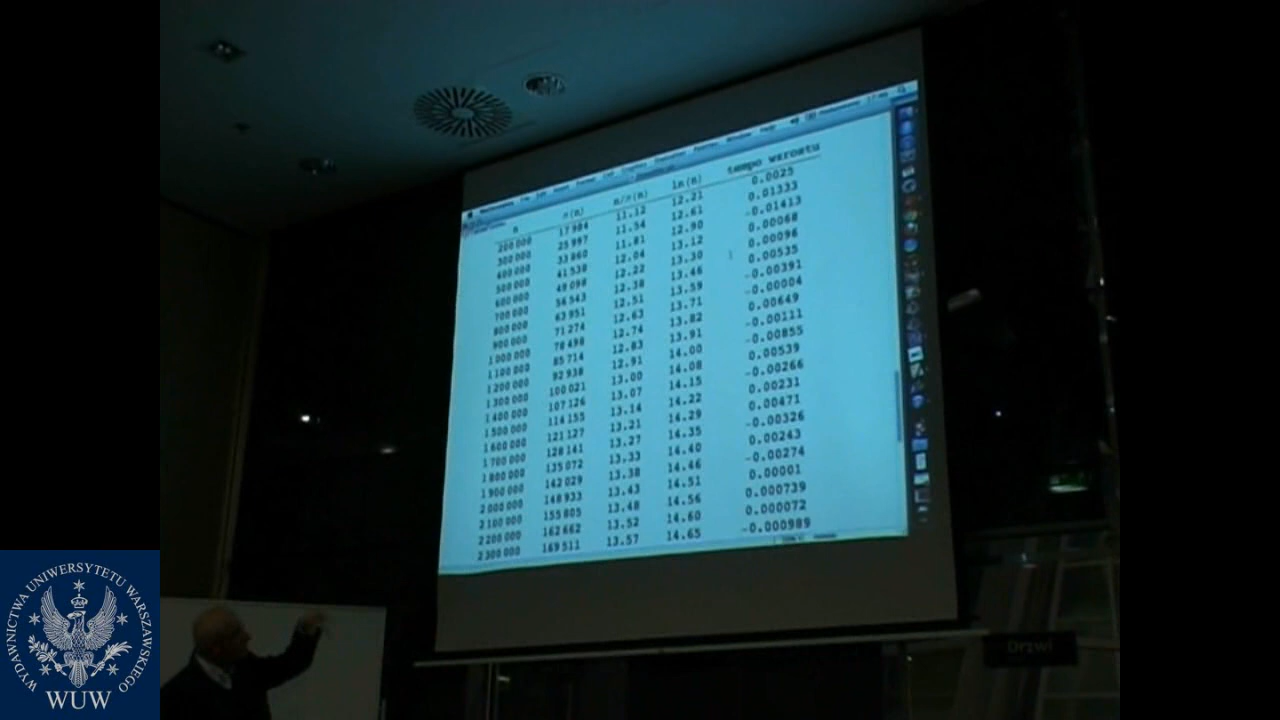 n π(n) n/π(n) ln(n) tempo wzrostu
200 000 17 984 11.12 12.21 0.0025
300 000 25 997 11.54 12.61 0.01333
400 000 33 860 11.81 12.90 -0.01413
500 000 41 538 12.04 13.12 0.00068
600 000 49 098 12.22 13.30 0.00096
700 000 56 543 12.38 13.46 0.00535
800 000 63 951 12.51 13.59 -0.00391
900 000 71 274 12.63 13.71 -0.00004
1 000 000 78 498 12.74 13.82 0.00649
1 100 000 85 714 12.83 13.91 -0.00111
1 200 000 92 938 12.91 14.00 -0.00855
1 300 000 100 021 13.00 14.08 0.00539
1 400 000 107 126 13.07 14.15 -0.00266
1 500 000 114 155 13.14 14.22 0.00231
1 600 000 121 127 13.21 14.29 0.00471
1 700 000 128 141 13.27 14.35 -0.00326
1 800 000 135 072 13.33 14.40 0.00243
1 900 000 142 029 13.38 14.46 -0.00274
2 000 000 148 933 13.43 14.51 0.00001
2 100 000 155 805 13.48 14.56 0.000739
2 200 000 162 662 13.52 14.60 0.000072
2 300 000 169 511 13.57 14.65 -0.000989
Drzwi
WYDAWNICTWA UNIWERSYTETU WARSZAWSKIEGO
WUW